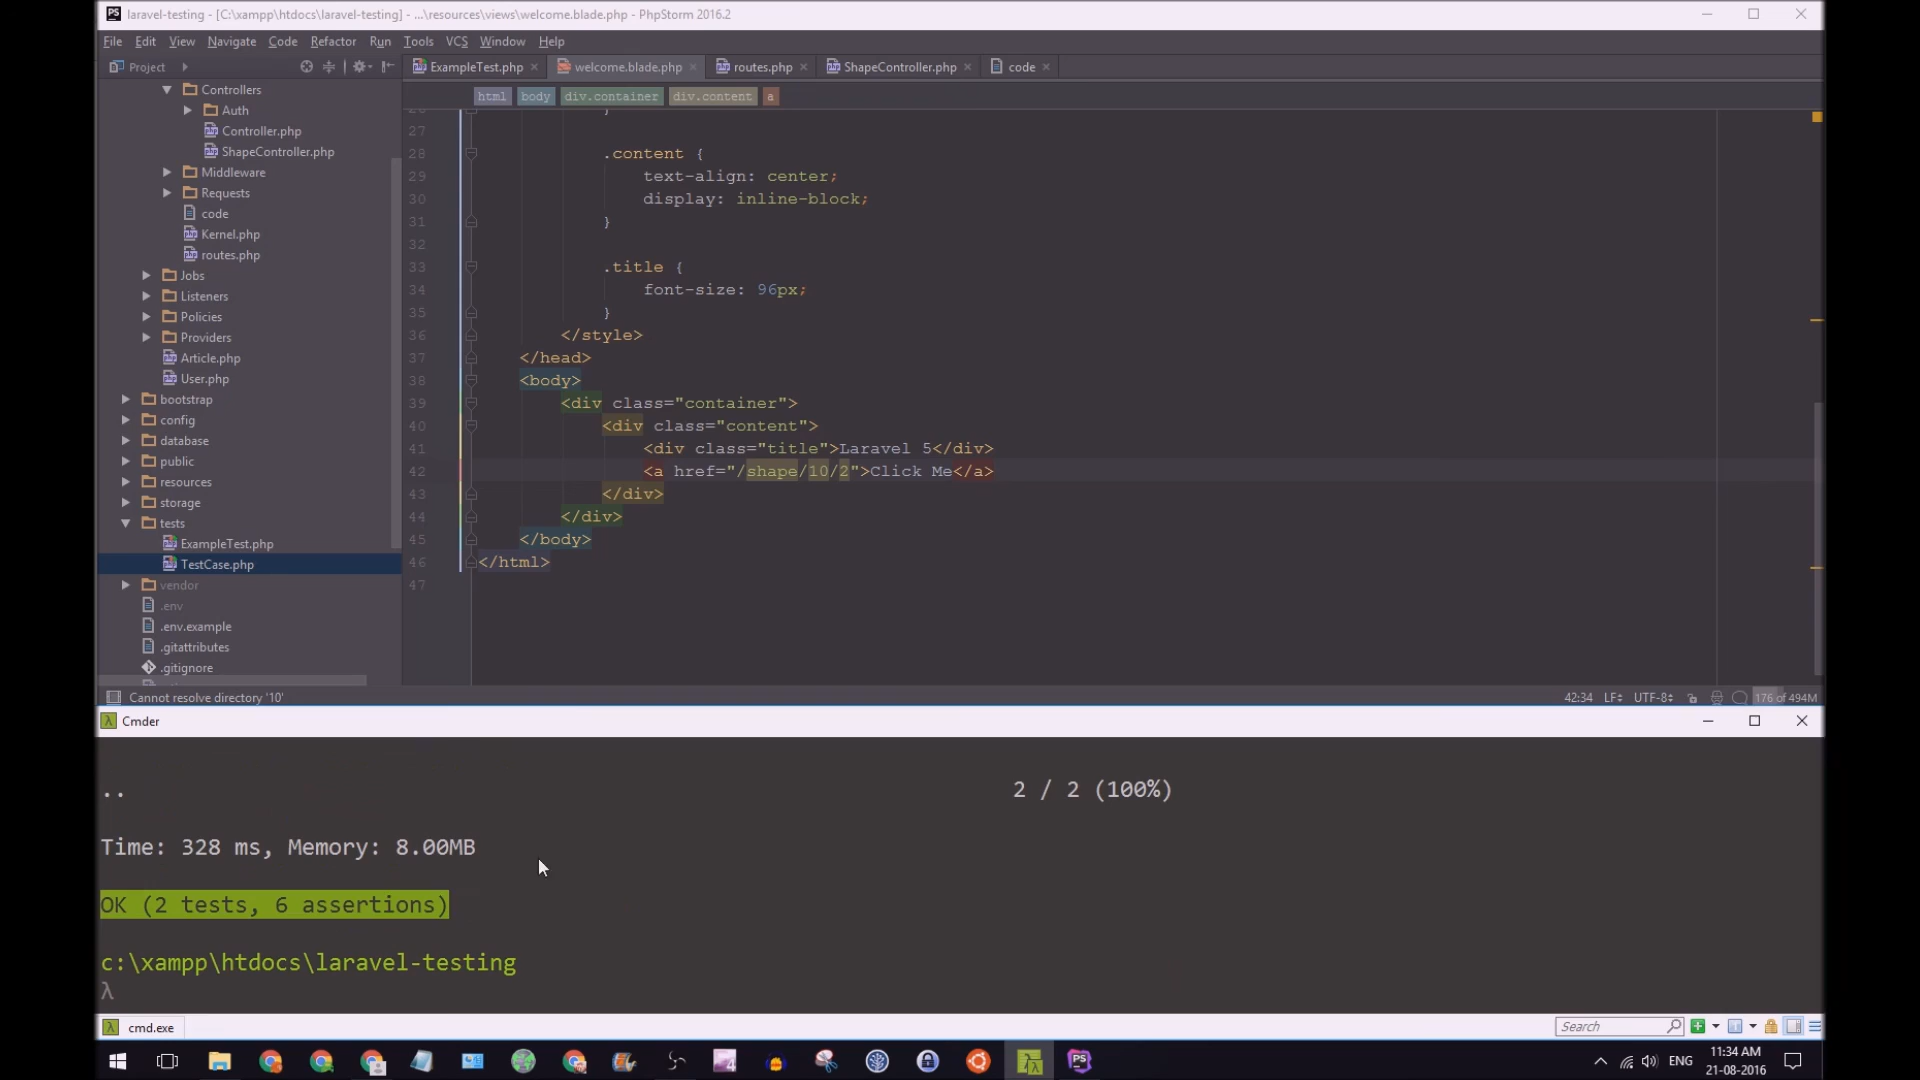 PS laravel-testing - [C:\xampp\htdocs\laravel-testing] - ...\resources\views\welcome.blade.php - PhpStorm 2016.2
File Edit View Navigate Code Refactor Run Tools VCS Window Help
Project
ExampleTest.php × welcome.blade.php × routes.php × ShapeController.php × code ×
html body div.container div.content a
Controllers
Auth
Controller.php
ShapeController.php
Middleware
Requests
code
Kernel.php
routes.php
Jobs
Listeners
Policies
Providers
Article.php
User.php
bootstrap
config
database
public
resources
storage
tests
ExampleTest.php
TestCase.php
vendor
.env
.env.example
.gitattributes
.gitignore
}
27
28 .content {
29 text-align: center;
30 display: inline-block;
31 }
32
33 .title {
34 font-size: 96px;
35 }
36 </style>
37 </head>
38 <body>
39 <div class="container">
40 <div class="content">
41 <div class="title">Laravel 5</div>
42 <a href="/shape/10/2">Click Me</a>
43 </div>
44 </div>
45 </body>
46 </html>
47
Cannot resolve directory '10' 42:34 LF÷ UTF-8÷ 176 of 494M
λ Cmder
.. 2 / 2 (100%)
Time: 328 ms, Memory: 8.00MB
OK (2 tests, 6 assertions)
c:\xampp\htdocs\laravel-testing
λ
λ cmd.exe Search
ENG 11:34 AM
21-08-2016